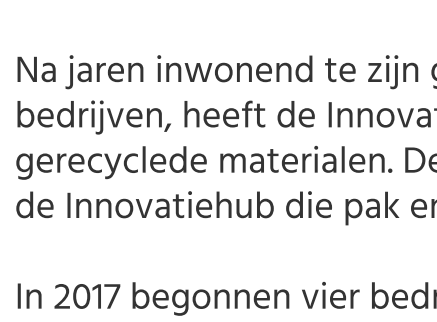 Na jaren inwonend te zijn
bedrijven, heeft de
gerecyclede materialen. De
de Innovatiehub die pak
In 2017 begonnen vier